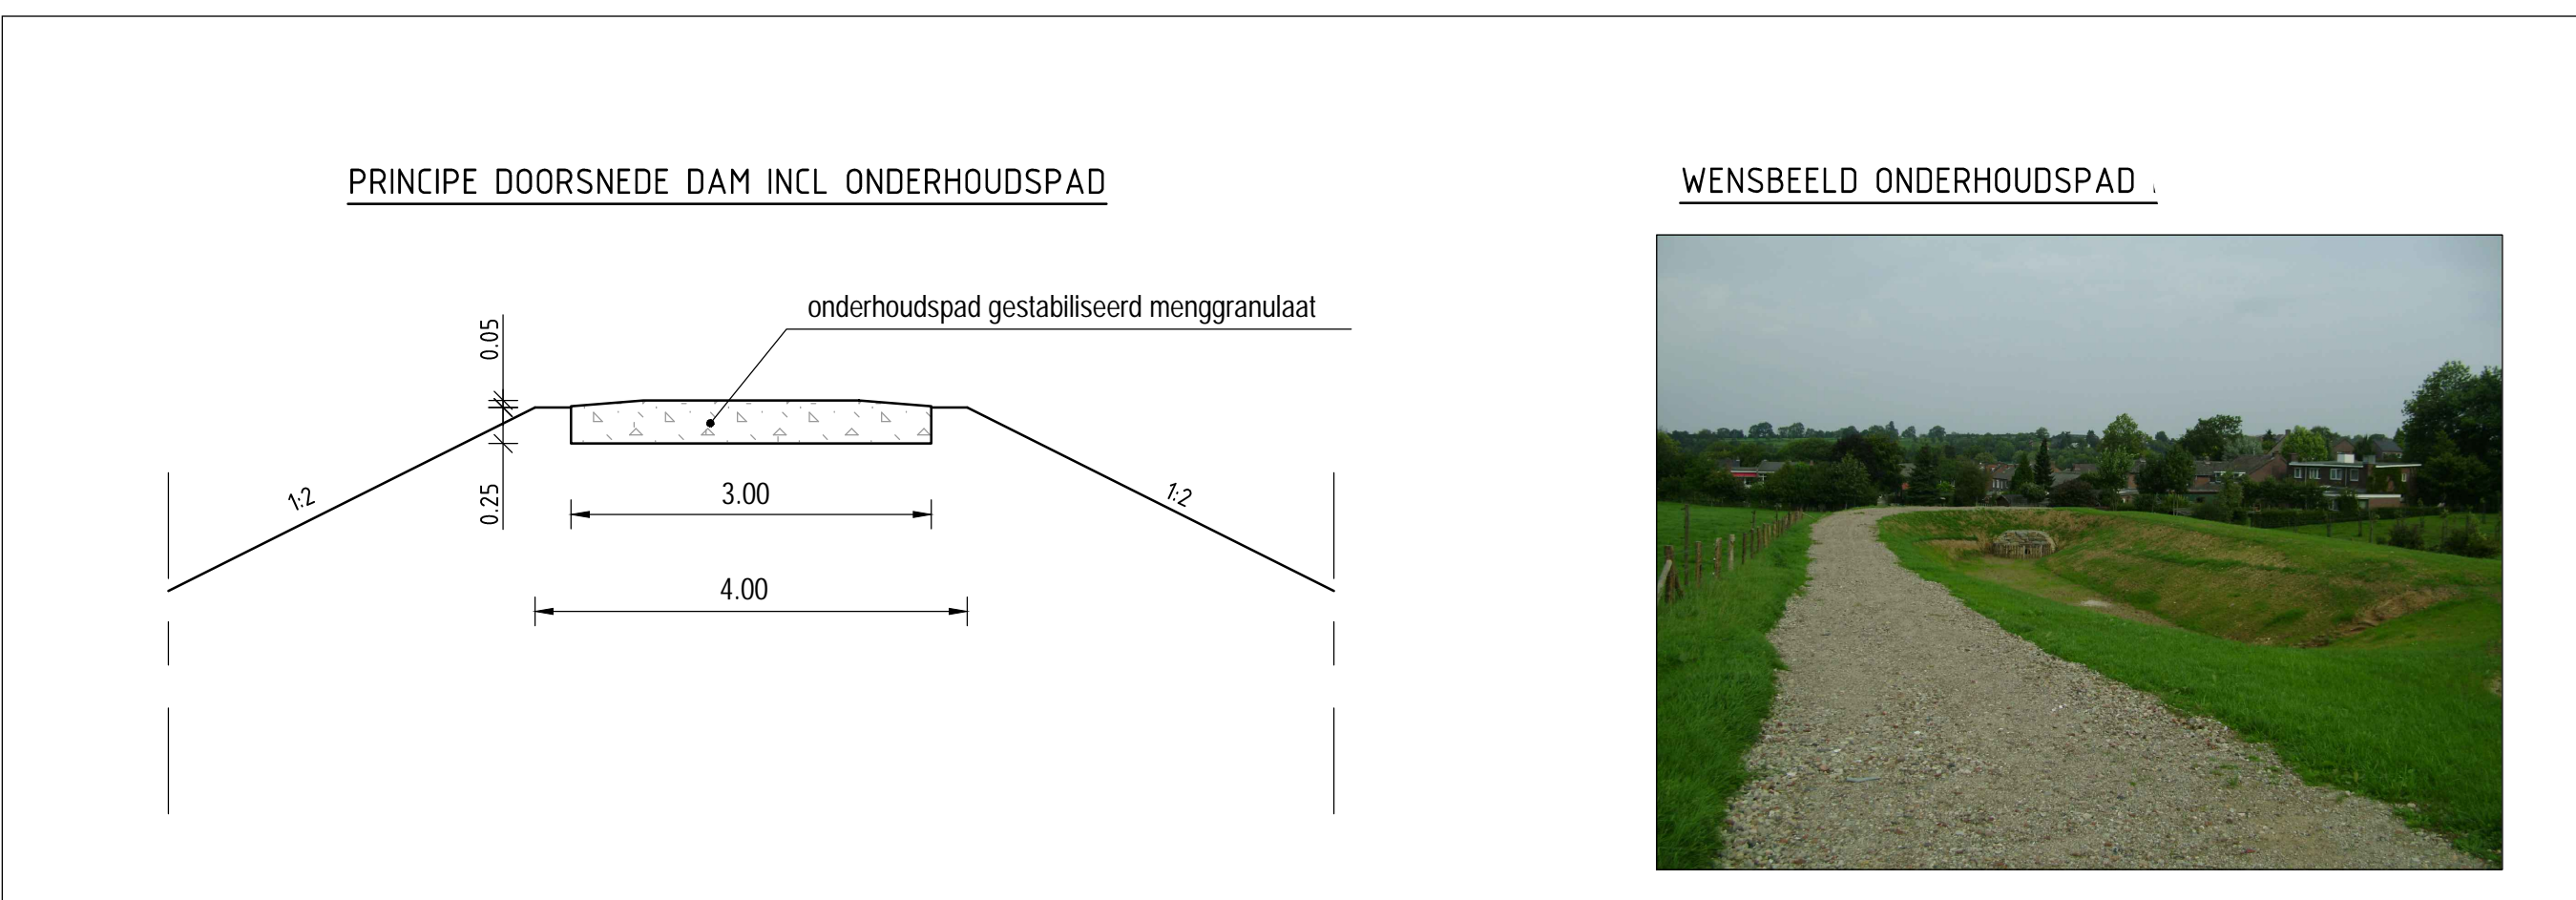 PRINCIPE DOORSNEDE DAM INCL ONDERHOUDSPAD
WENSBEELD ONDERHOUDSPAD
onderhoudspad gestabiliseerd menggranulaat
0.05
0.25
1:2
1:2
3.00
4.00